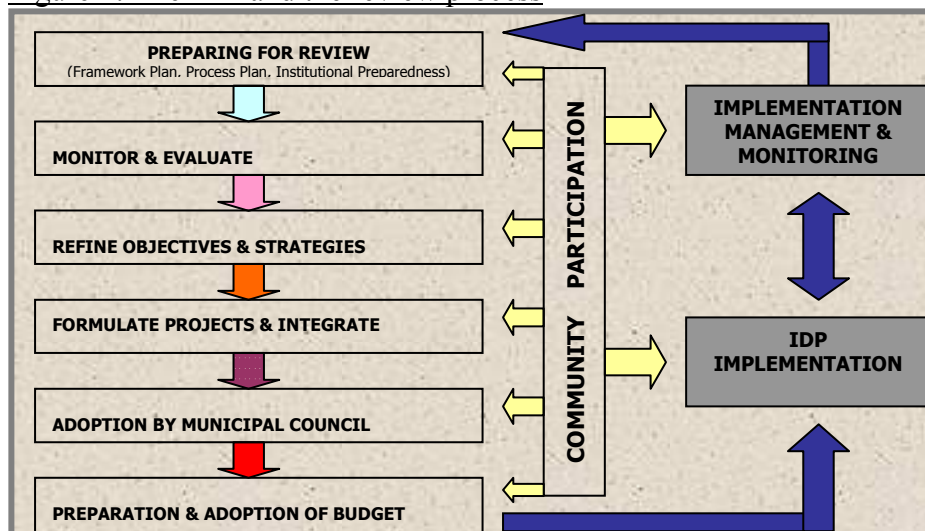 PREPARING FOR REVIEW
(Framework Plan, Process Plan, Institutional Preparedness)
MONITOR & EVALUATE
REFINE OBJECTIVES & STRATEGIES
FORMULATE PROJECTS & INTEGRATE
ADOPTION BY MUNICIPAL COUNCIL
PREPARATION & ADOPTION OF BUDGET
COMMUNITY PARTICIPATION
IMPLEMENTATION
MANAGEMENT &
MONITORING
IDP
IMPLEMENTATION